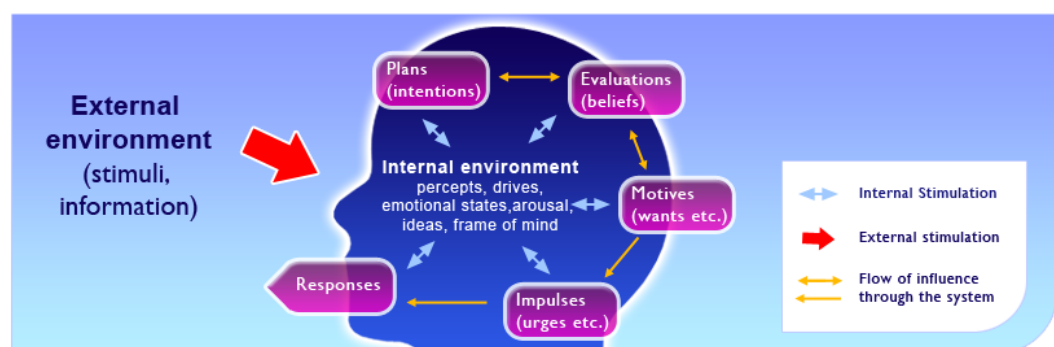 External
environment
(stimuli,
information)
Plans
(intentions)
Evaluations
(beliefs)
Internal environment
percepts, drives,
emotional states,arousal,
ideas, frame of mind
Motives
(wants etc.)
Responses
Impulses
(urges etc.)
Internal Stimulation
External stimulation
Flow of influence
through the system